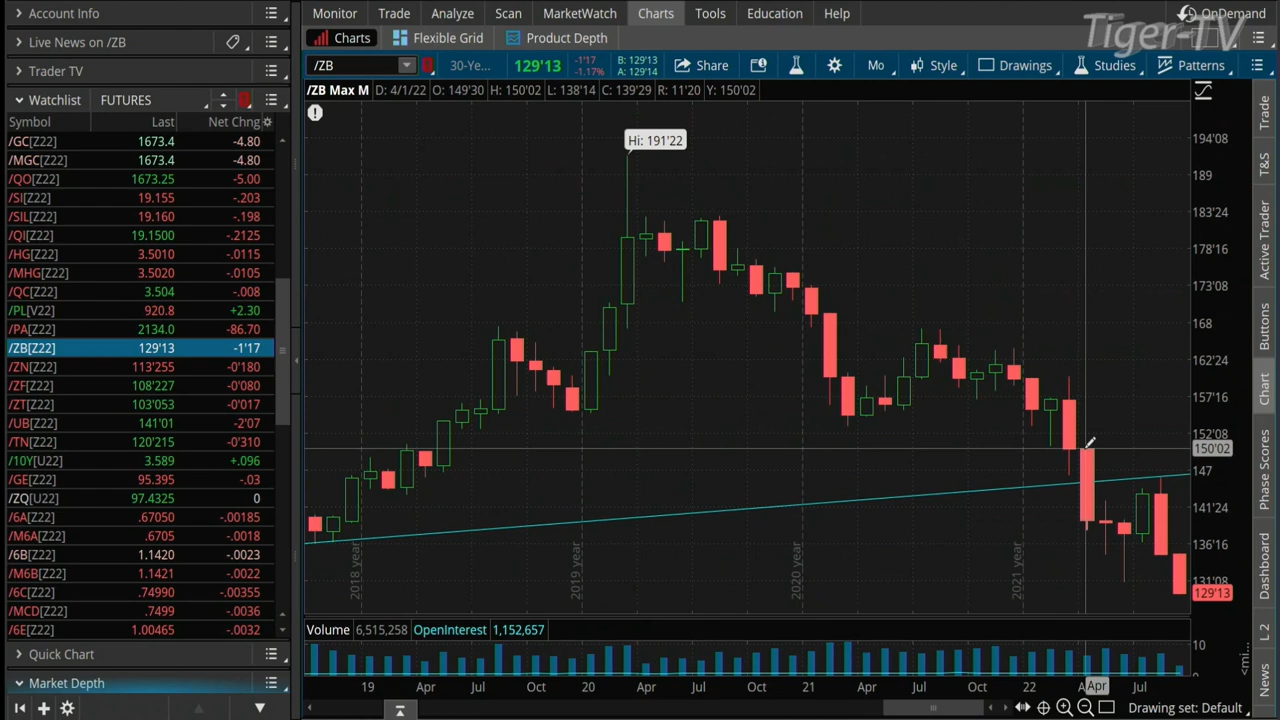 Account Info
Monitor Trade Analyze Scan MarketWatch Charts Tools Education Help
OnDemand
Tiger-TV
Live News on /ZB
Charts Flexible Grid Product Depth
Trader TV
/ZB 30-Ye... 129'13 -1'17 -1.17% B: 129'13 A: 129'14 Share Mo Style Drawings Studies Patterns
Watchlist FUTURES
/ZB Max M D: 4/1/22 O: 149'30 H: 150'02 L: 138'14 C: 139'29 R: 11'20 Y: 150'02
Symbol Last Net Chng
/GC[Z22] 1673.4 -4.80
/MGC[Z22] 1673.4 -4.80
/QO[Z22] 1673.25 -5.00
/SI[Z22] 19.155 -.203
/SIL[Z22] 19.160 -.198
/QI[Z22] 19.1500 -.2125
/HG[Z22] 3.5010 -.0115
/MHG[Z22] 3.5020 -.0105
/QC[Z22] 3.504 -.008
/PL[V22] 920.8 +2.30
/PA[Z22] 2134.0 -86.70
/ZB[Z22] 129'13 -1'17
/ZN[Z22] 113'255 -0'180
/ZF[Z22] 108'227 -0'080
/ZT[Z22] 103'053 -0'017
/UB[Z22] 141'01 -2'07
/TN[Z22] 120'215 -0'310
/10Y[U22] 3.589 +.096
/GE[Z22] 95.395 -.03
/ZQ[U22] 97.4325 0
/6A[Z22] .67050 -.00185
/M6A[Z22] .6705 -.0018
/6B[Z22] 1.1420 -.0023
/M6B[Z22] 1.1421 -.0022
/6C[Z22] .74990 -.00355
/MCD[Z22] .7499 -.0036
/6E[Z22] 1.00465 -.0032
Quick Chart
Market Depth
Hi: 191'22
194'08
189
183'24
178'16
173'08
168
162'24
157'16
152'08
150'02
147
141'24
136'16
131'08
129'13
2018 year
2019 year
2020 year
2021 year
Volume 6,515,258 OpenInterest 1,152,657
10
5
<mi...
19 Apr Jul Oct 20 Apr Jul Oct 21 Apr Jul Oct 22 A Apr Jul
Drawing set: Default
Trade
T&S
Active Trader
Buttons
Chart
Phase Scores
Dashboard
L 2
News